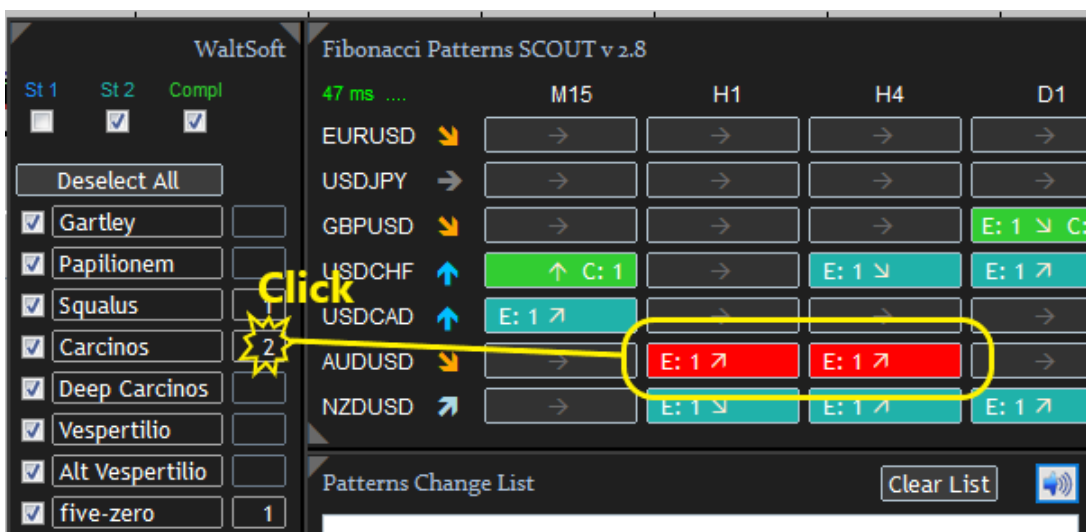 WaltSoft
St 1 St 2 Compl
Deselect All
Gartley
Papilionem
Squalus
Carcinos 2
Deep Carcinos
Vespertilio
Alt Vespertilio
five-zero 1
Click
Fibonacci Patterns SCOUT v 2.8
47 ms .... M15 H1 H4 D1
EURUSD
USDJPY
GBPUSD E: 1 C:
USDCHF C: 1 E: 1 E: 1
USDCAD E: 1
AUDUSD E: 1 E: 1
NZDUSD E: 1 E: 1 E: 1
Patterns Change List Clear List